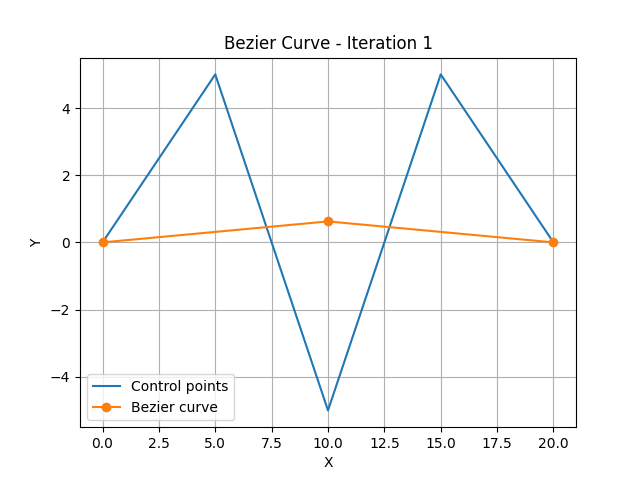 Bezier Curve - Iteration 1
4
2
0
−2
−4
Y
Control points
Bezier curve
0.0 2.5 5.0 7.5 10.0 12.5 15.0 17.5 20.0
X